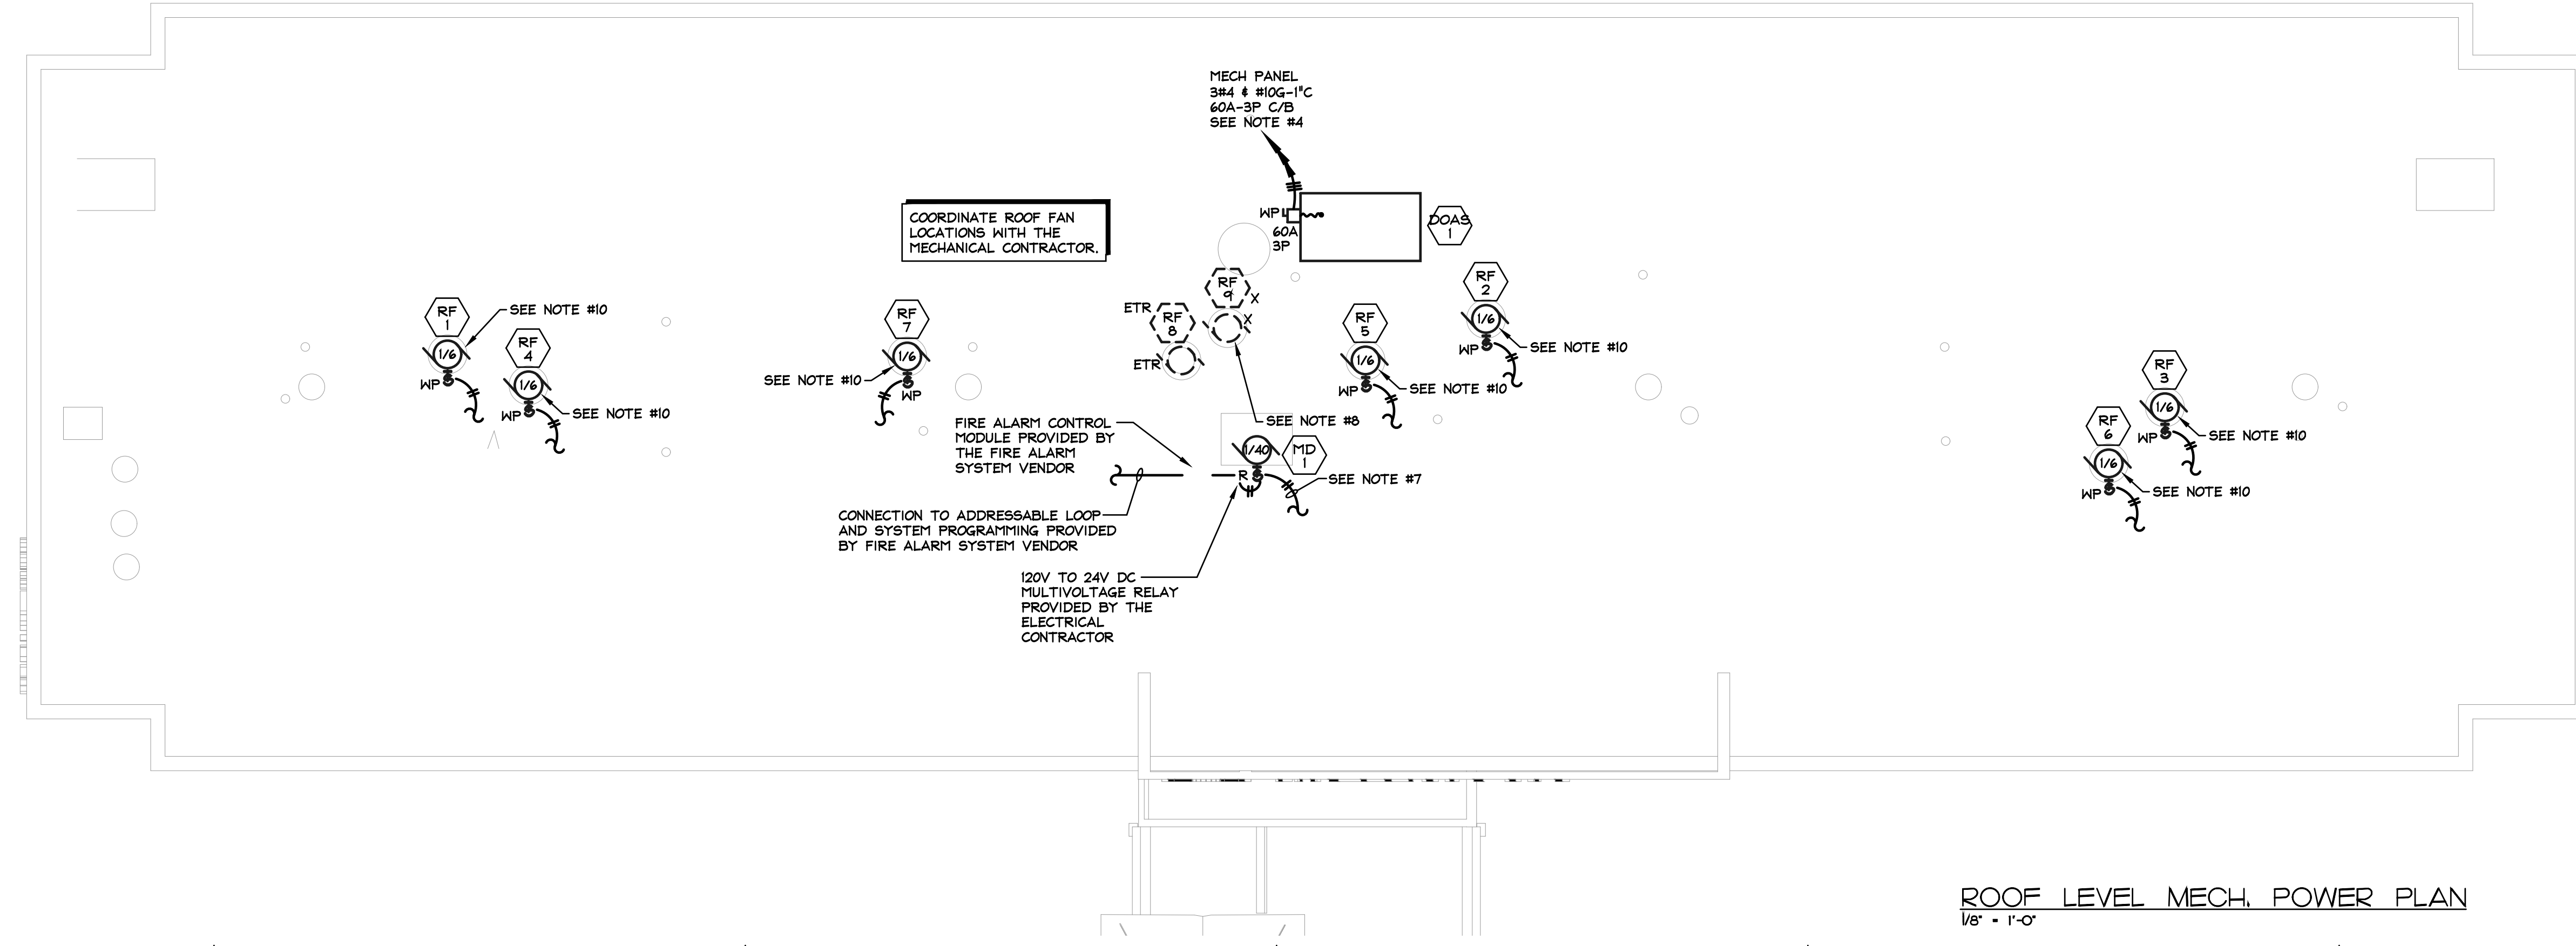 MECH PANEL
3#4 & #10G-1"C
60A-3P C/B
SEE NOTE #4
WP
60A
3P
DOAS
1
COORDINATE ROOF FAN
LOCATIONS WITH THE
MECHANICAL CONTRACTOR.
RF
1
SEE NOTE #10
1/6
WP
RF
4
1/6
WP
SEE NOTE #10
RF
7
1/6
SEE NOTE #10
WP
ETR
RF
8
ETR
RF
9
X
X
SEE NOTE #8
RF
5
1/6
WP
SEE NOTE #10
RF
2
1/6
WP
SEE NOTE #10
RF
3
1/6
WP
SEE NOTE #10
RF
6
1/6
WP
SEE NOTE #10
FIRE ALARM CONTROL
MODULE PROVIDED BY
THE FIRE ALARM
SYSTEM VENDOR
1/40
MD
1
R
SEE NOTE #7
CONNECTION TO ADDRESSABLE LOOP
AND SYSTEM PROGRAMMING PROVIDED
BY FIRE ALARM SYSTEM VENDOR
120V TO 24V DC
MULTIVOLTAGE RELAY
PROVIDED BY THE
ELECTRICAL
CONTRACTOR
ROOF LEVEL MECH. POWER PLAN
1/8" = 1'-0"